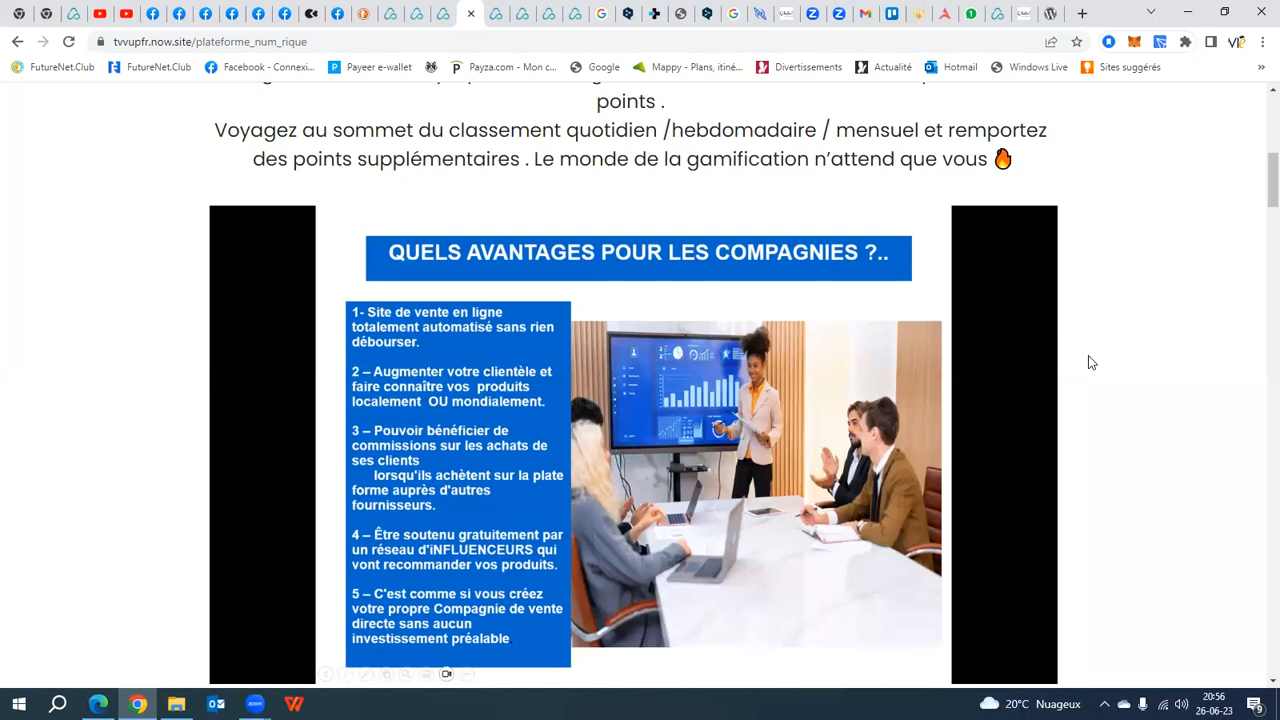 tvvupfr.now.site/plateforme_num_rique
FutureNet.Club
FutureNet.Club
Facebook - Connexi...
Payeer e-wallet
Payza.com - Mon c...
Google
Mappy - Plans, itiné...
Divertissements
Actualité
Hotmail
Windows Live
Sites suggérés
points .
Voyagez au sommet du classement quotidien /hebdomadaire / mensuel et remportez
des points supplémentaires . Le monde de la gamification n’attend que vous 🔥
QUELS AVANTAGES POUR LES COMPAGNIES ?..
1- Site de vente en ligne
totalement automatisé sans rien
débourser.
2 – Augmenter votre clientèle et
faire connaître vos produits
localement OU mondialement.
3 – Pouvoir bénéficier de
commissions sur les achats de
ses clients
lorsqu'ils achètent sur la plate
forme auprès d'autres
fournisseurs.
4 – Être soutenu gratuitement par
un réseau d'iNFLUENCEURS qui
vont recommander vos produits.
5 – C'est comme si vous créez
votre propre Compagnie de vente
directe sans aucun
investissement préalable.
20°C Nuageux
20:56
26-06-23